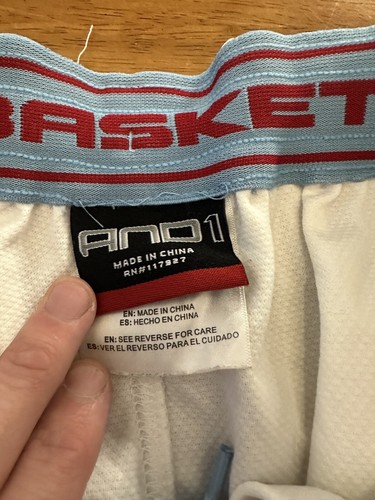 BASKET
AND1
MADE IN CHINA
RN#117927
EN: MADE IN CHINA
ES: HECHO EN CHINA
EN: SEE REVERSE FOR CARE
ES: VER EL REVERSO PARA EL CUIDADO